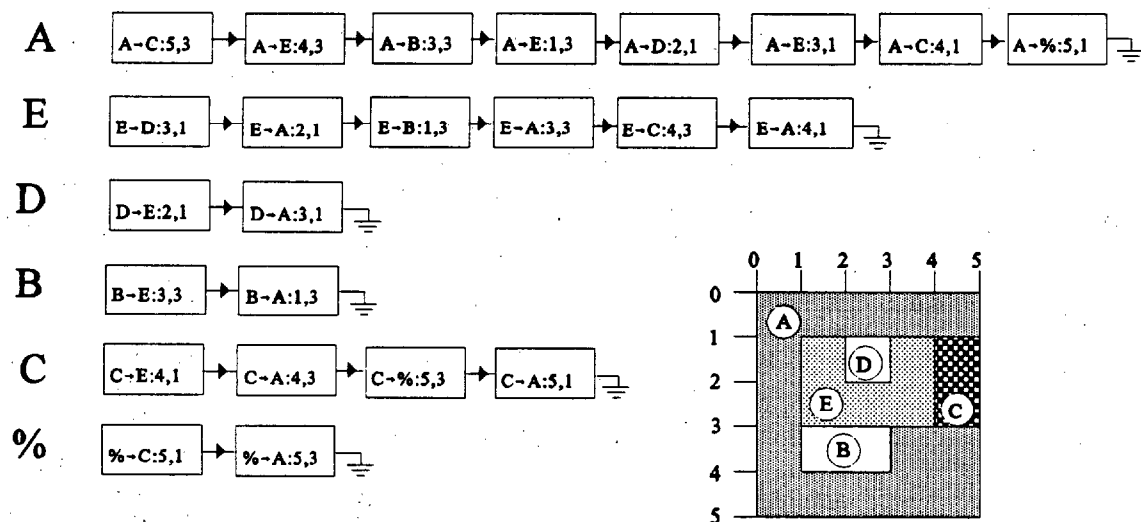 A A→C:5,3 A→E:4,3 A→B:3,3 A→E:1,3 A→D:2,1 A→E:3,1 A→C:4,1 A→%:5,1
E E→D:3,1 E→A:2,1 E→B:1,3 E→A:3,3 E→C:4,3 E→A:4,1
D D→E:2,1 D→A:3,1
B B→E:3,3 B→A:1,3
C C→E:4,1 C→A:4,3 C→%:5,3 C→A:5,1
% %→C:5,1 %→A:5,3
0 1 2 3 4 5
0
A
1
D
2
E C
3
B
4
5